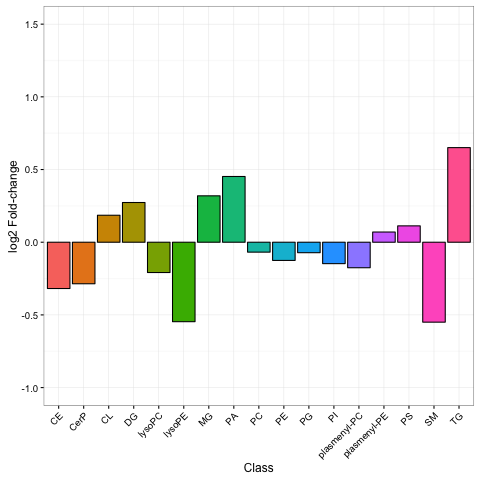 1.5
1.0
0.5
0.0
-0.5
-1.0
log2 Fold-change
CE
CerP
CL
DG
lysoPC
lysoPE
MG
PA
PC
PE
PG
PI
plasmenyl-PC
plasmenyl-PE
PS
SM
TG
Class